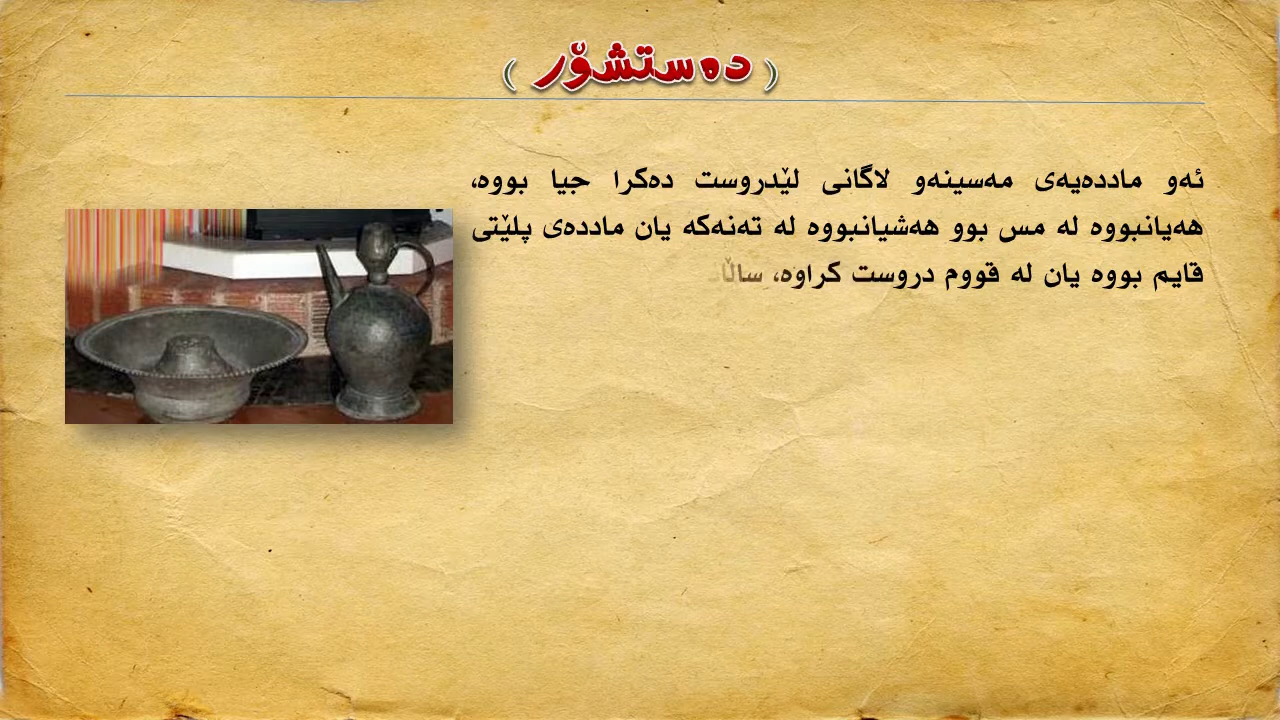 ( دەستشۆر )
ئەو ماددەیەی مەسینەو لاگانی لێدروست دەکرا جیا بووە،
هەیانبووە لە مس بوو هەشیانبووە لە تەنەکە یان ماددەی پلێتی
قایم بووە یان لە قووم دروست کراوە،